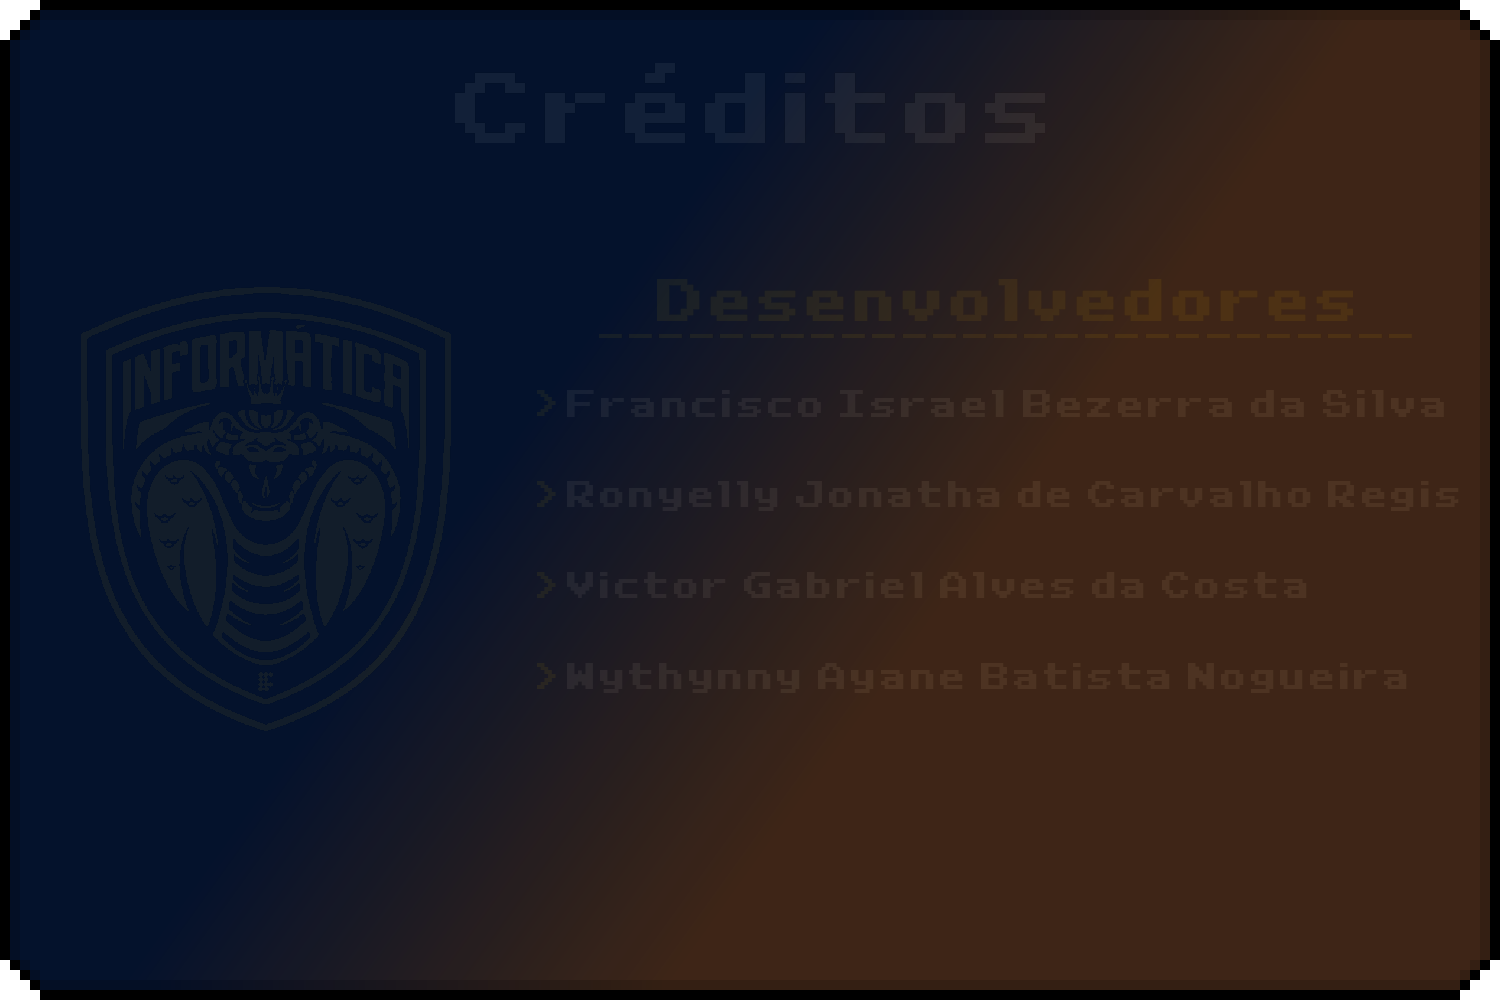 Créditos
INFORMÁTICA
IF
Desenvolvedores
--------------------------
>Francisco Israel Bezerra da Silva
>Ronyelly Jonatha de Carvalho Regis
>Victor Gabriel Alves da Costa
>Wythynny Ayane Batista Nogueira